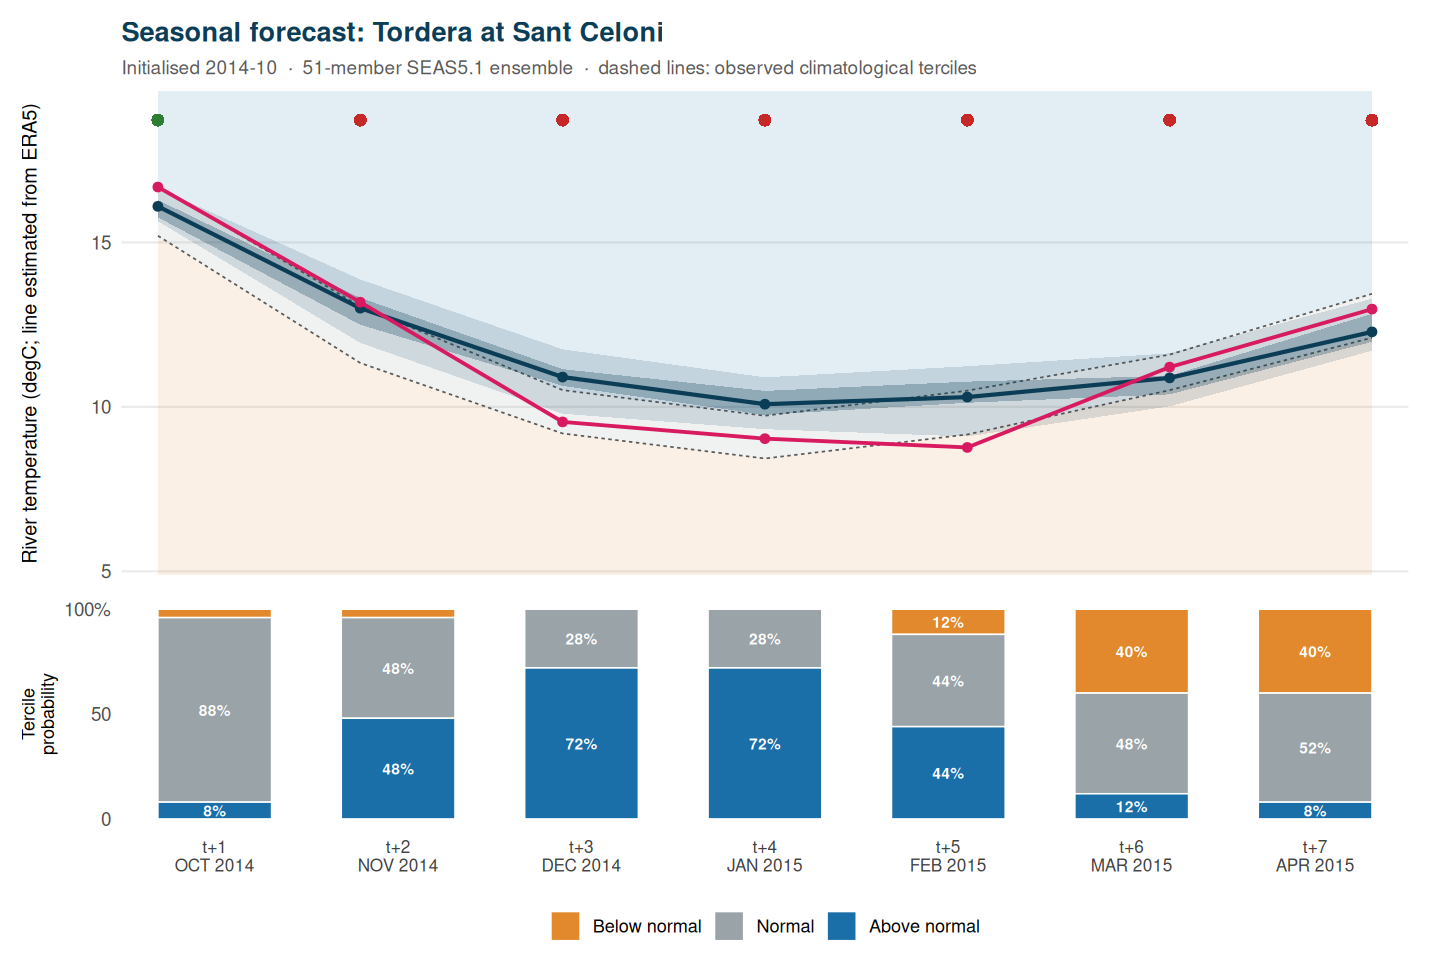 Seasonal forecast: Tordera at Sant Celoni
Initialised 2014-10 · 51-member SEAS5.1 ensemble · dashed lines: observed climatological terciles
River temperature (degC; line estimated from ERA5)
15
10
5
Tercile
probability
100%
50
0
88%
8%
48%
48%
28%
72%
28%
72%
12%
44%
44%
40%
48%
12%
40%
52%
8%
t+1
OCT 2014
t+2
NOV 2014
t+3
DEC 2014
t+4
JAN 2015
t+5
FEB 2015
t+6
MAR 2015
t+7
APR 2015
Below normal
Normal
Above normal